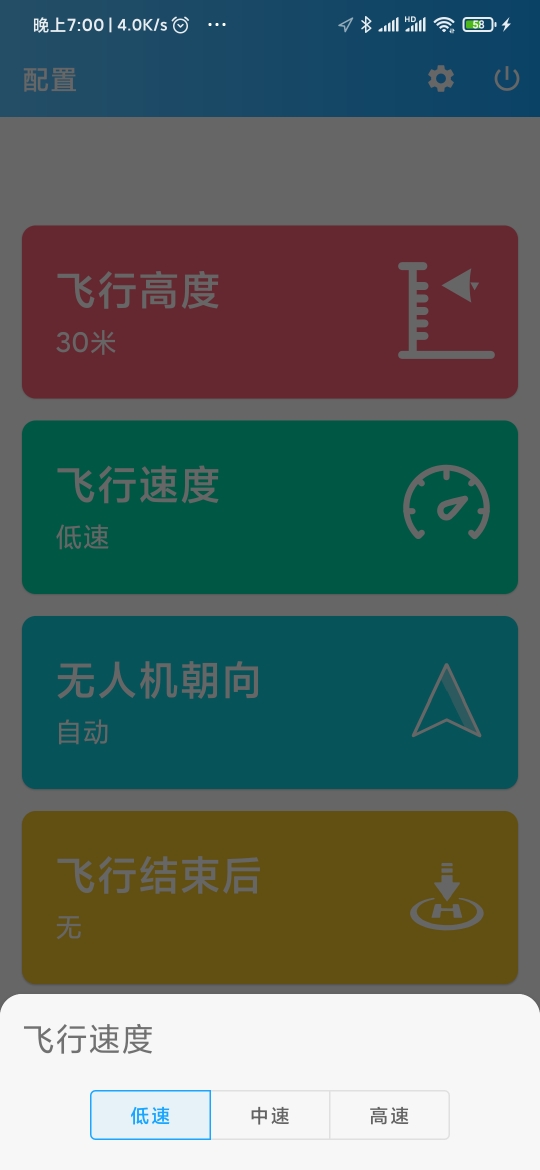 晚上7:00 | 4.0K/s ···
HD 58
配置
飞行高度
30米
飞行速度
低速
无人机朝向
自动
飞行结束后
无
飞行速度
低速 中速 高速